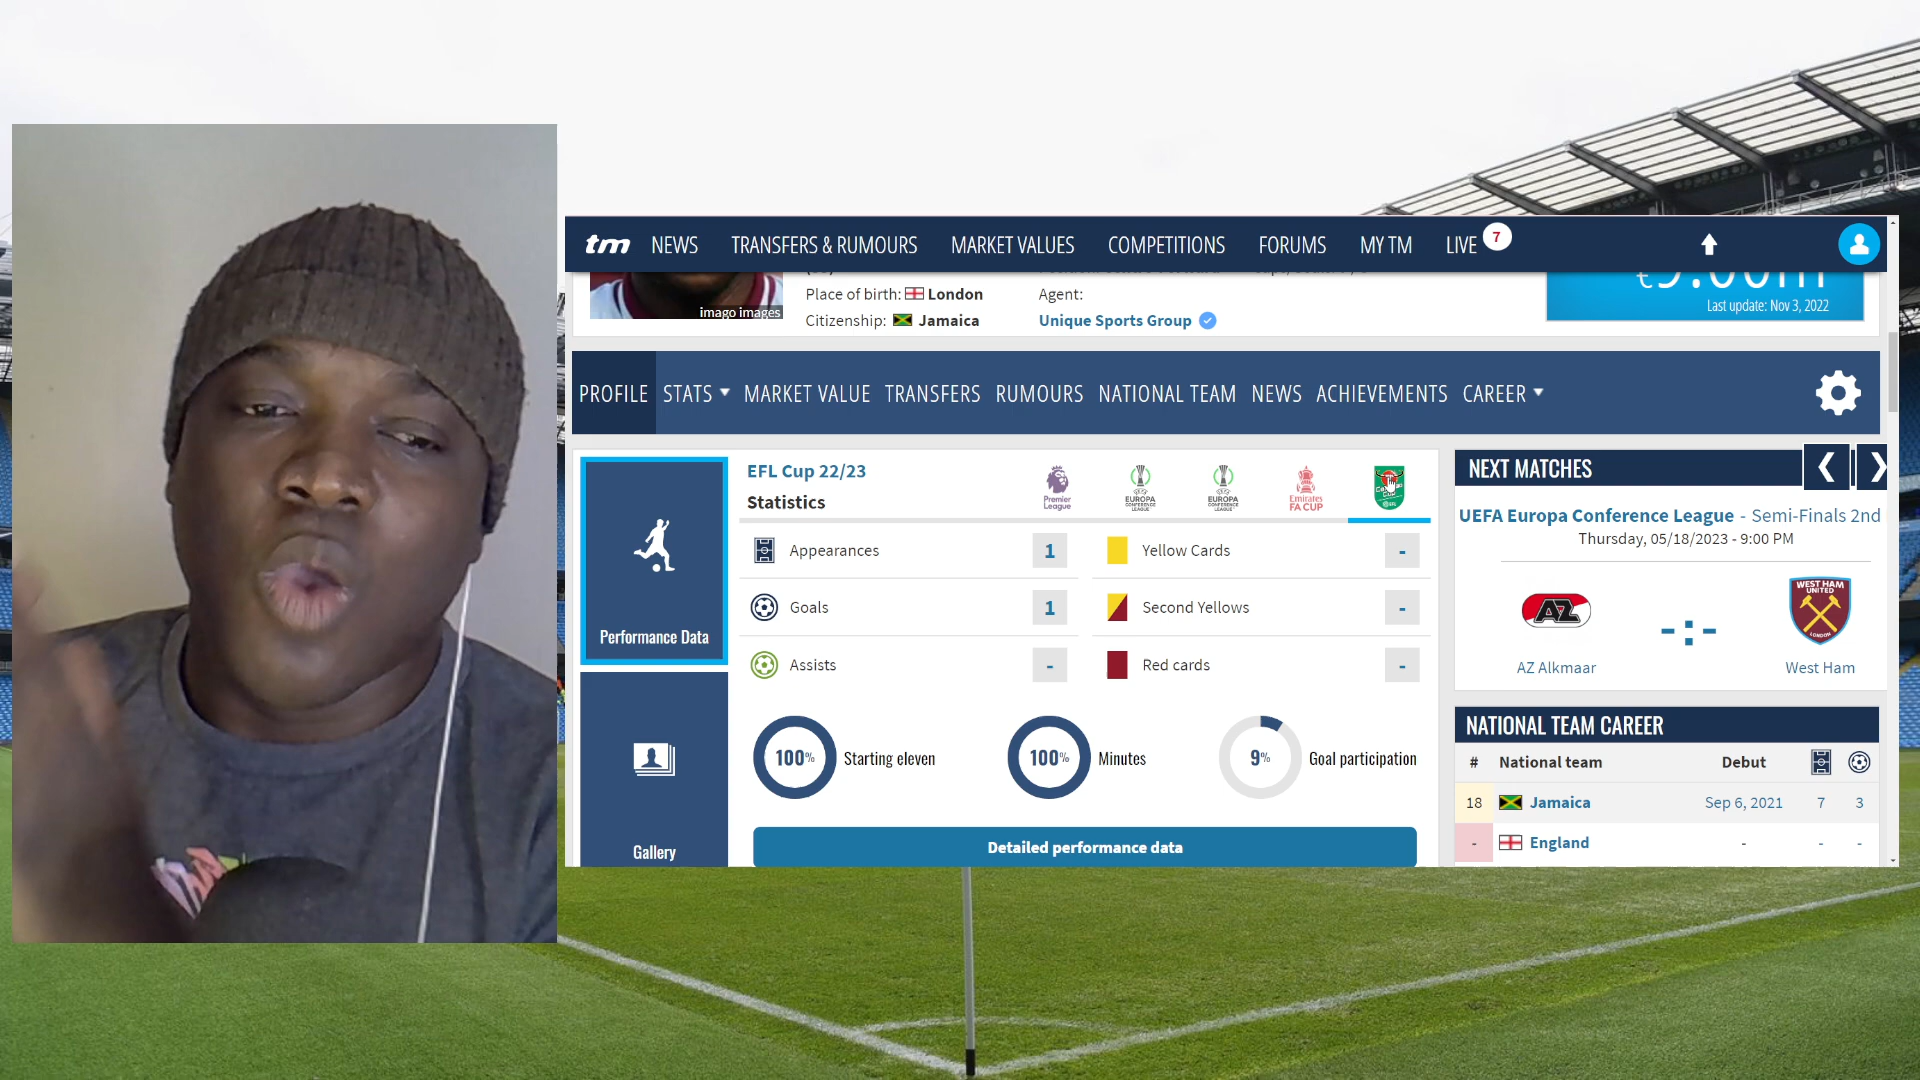 tm NEWS TRANSFERS & RUMOURS MARKET VALUES COMPETITIONS FORUMS MY TM LIVE 7
imago images
Place of birth: London
Citizenship: Jamaica
Agent:
Unique Sports Group
Last update: Nov 3, 2022
PROFILE STATS MARKET VALUE TRANSFERS RUMOURS NATIONAL TEAM NEWS ACHIEVEMENTS CAREER
Performance Data
Gallery
EFL Cup 22/23
Statistics
Premier League
EUROPA CONFERENCE LEAGUE
EUROPA CONFERENCE LEAGUE
Emirates FA CUP
Appearances 1 Yellow Cards -
Goals 1 Second Yellows -
Assists - Red cards -
100% Starting eleven 100% Minutes 9% Goal participation
Detailed performance data
NEXT MATCHES
UEFA Europa Conference League - Semi-Finals 2nd
Thursday, 05/18/2023 - 9:00 PM
AZ
WEST HAM UNITED
LONDON
-:-
AZ Alkmaar West Ham
NATIONAL TEAM CAREER
# National team Debut
18 Jamaica Sep 6, 2021 7 3
- England - - -